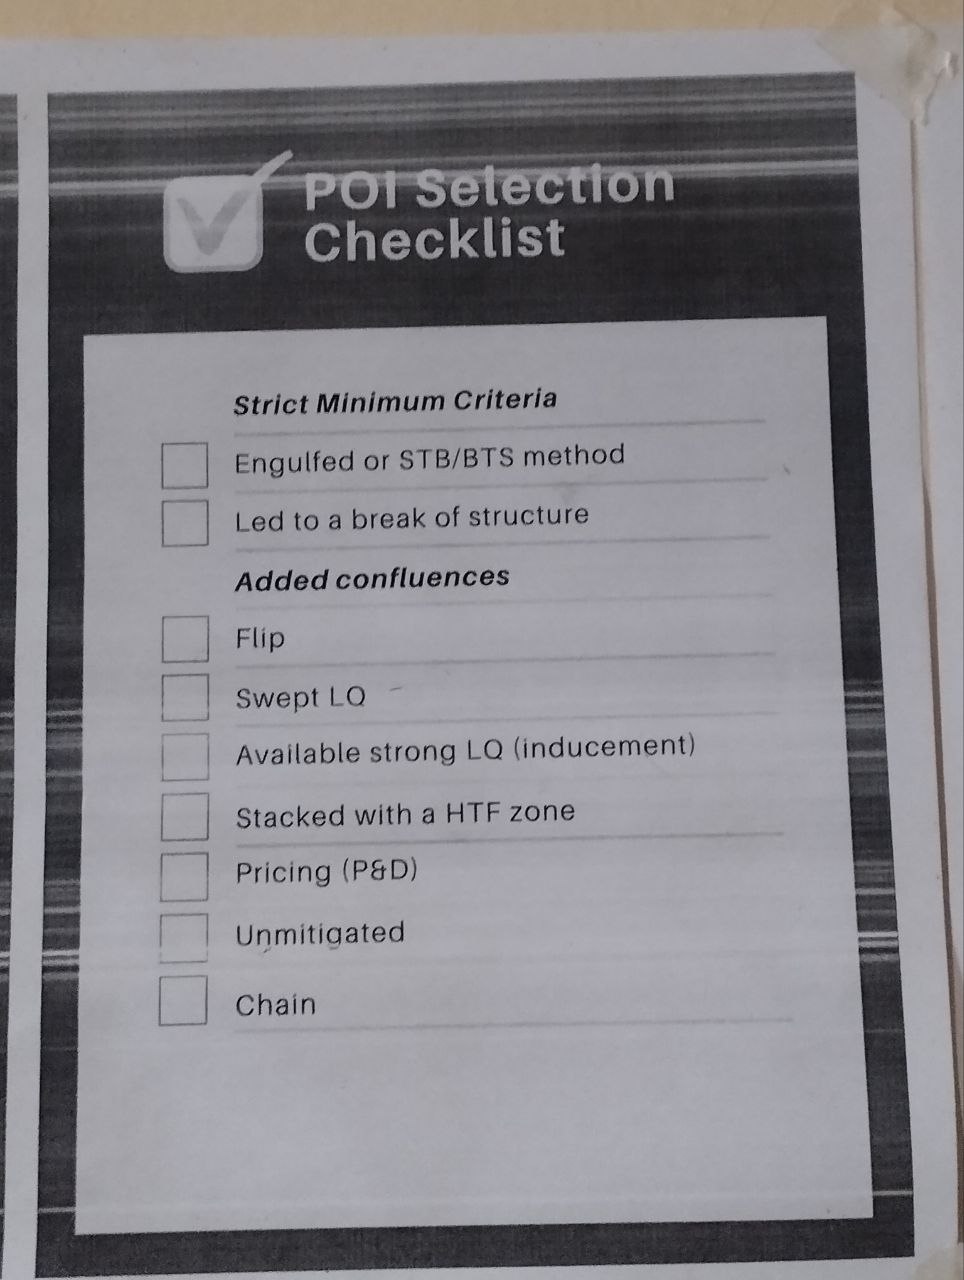 POI Selection
Checklist
Strict Minimum Criteria
Engulfed or STB/BTS method
Led to a break of structure
Added confluences
Flip
Swept LQ
Available strong LQ (inducement)
Stacked with a HTF zone
Pricing (P&D)
Unmitigated
Chain